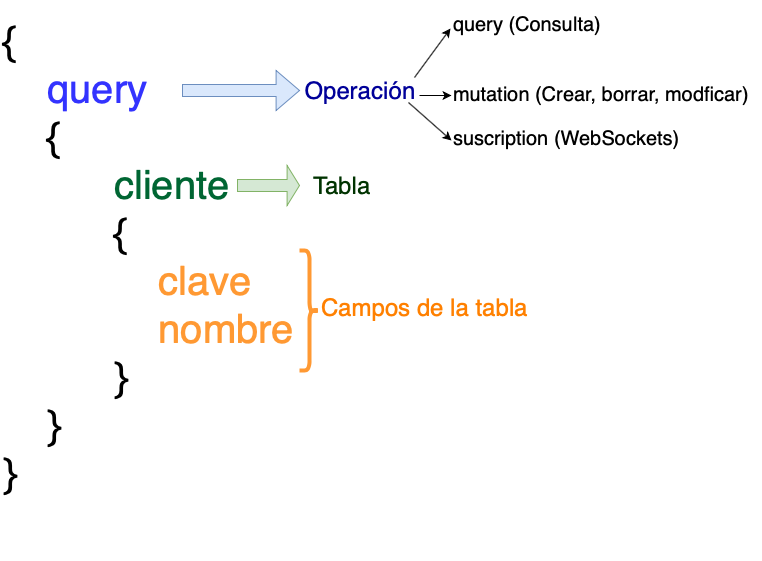 {
query (Consulta)
query
Operación
mutation (Crear, borrar, modficar)
{
suscription (WebSockets)
cliente
Tabla
{
clave
Campos de la tabla
nombre
}
}
}